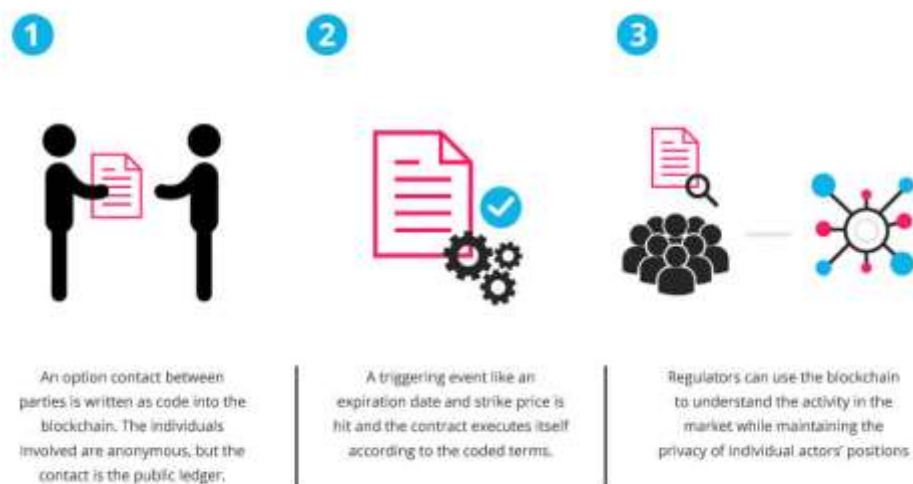 1
2
3
An option contact between
parties is written as code into the
blockchain. The individuals
involved are anonymous, but the
contact is the public ledger.
A triggering event like an
expiration date and strike price is
hit and the contract executes itself
according to the coded terms.
Regulators can use the blockchain
to understand the activity in the
market while maintaining the
privacy of individual actors' positions